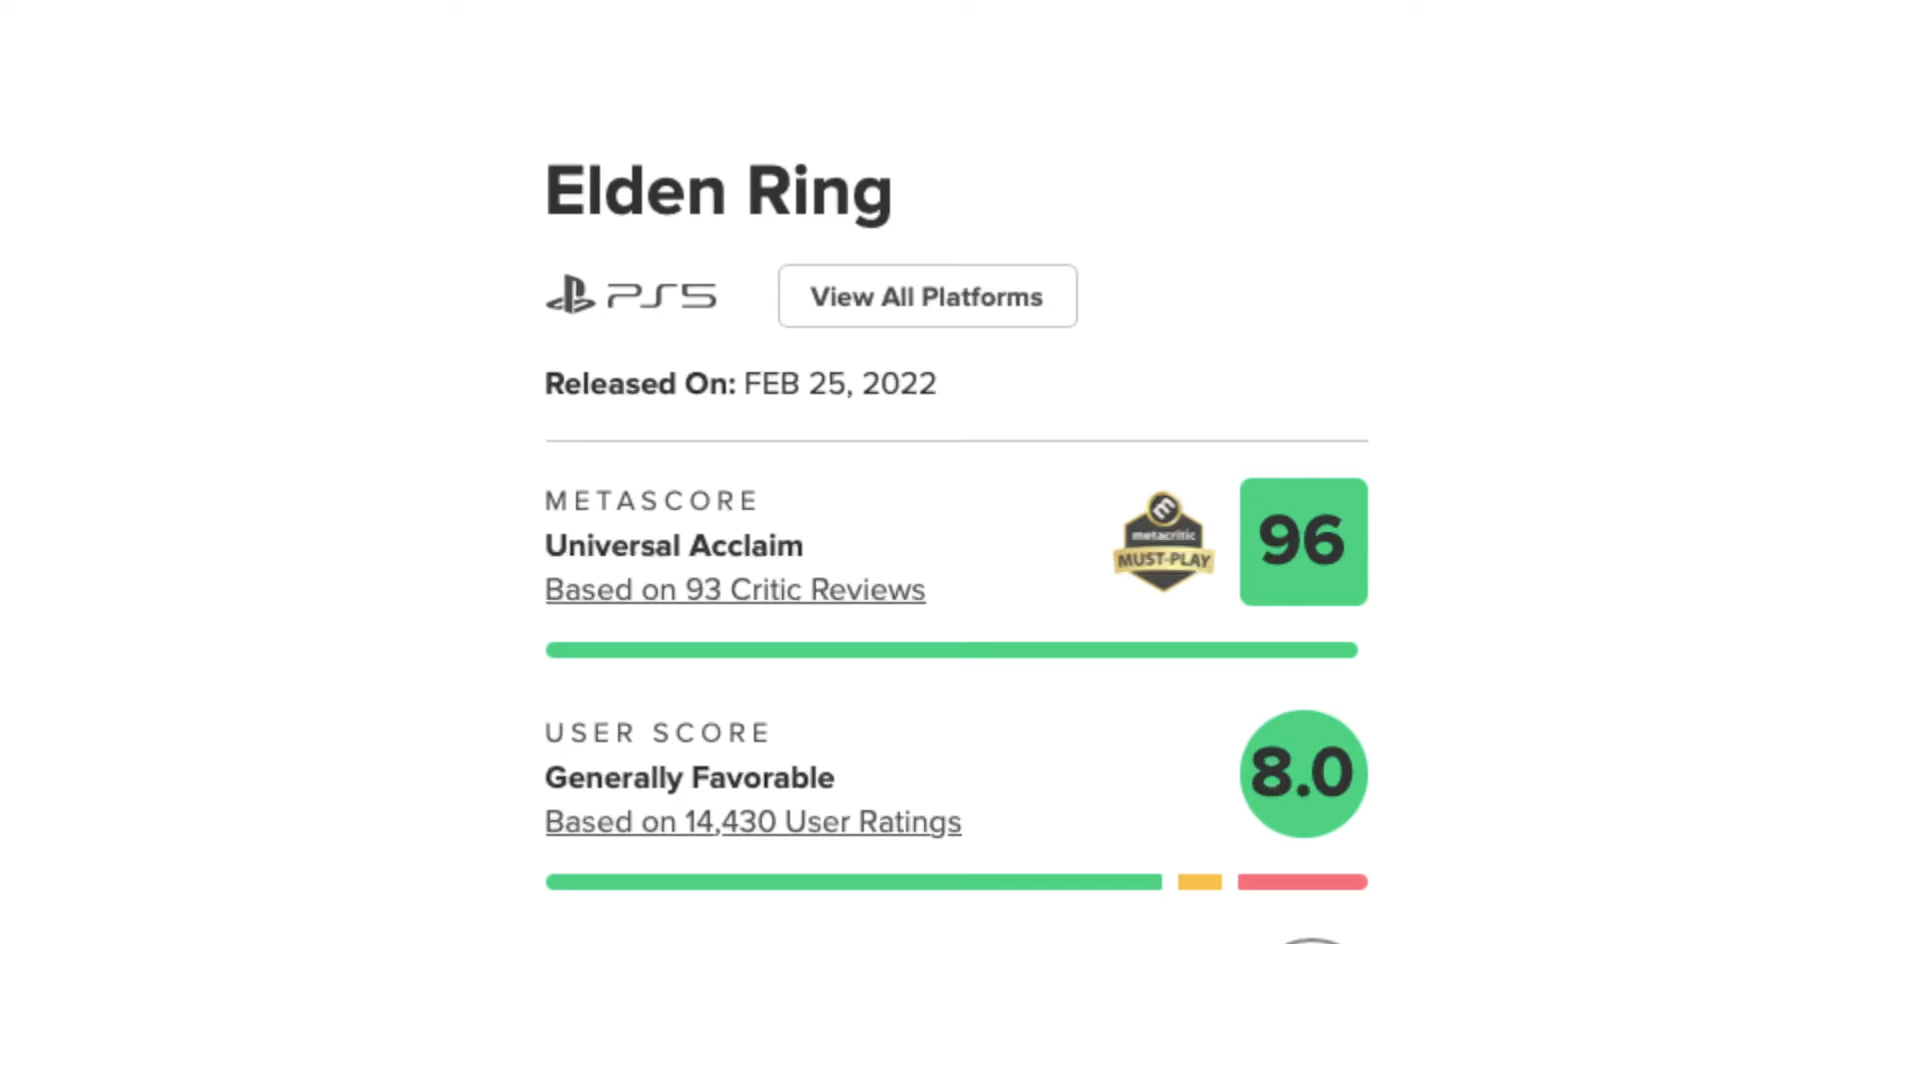 Elden Ring
PS5
View All Platforms
Released On: FEB 25, 2022
METASCORE
Universal Acclaim
Based on 93 Critic Reviews
metacritic
MUST-PLAY
96
USER SCORE
Generally Favorable
Based on 14,430 User Ratings
8.0